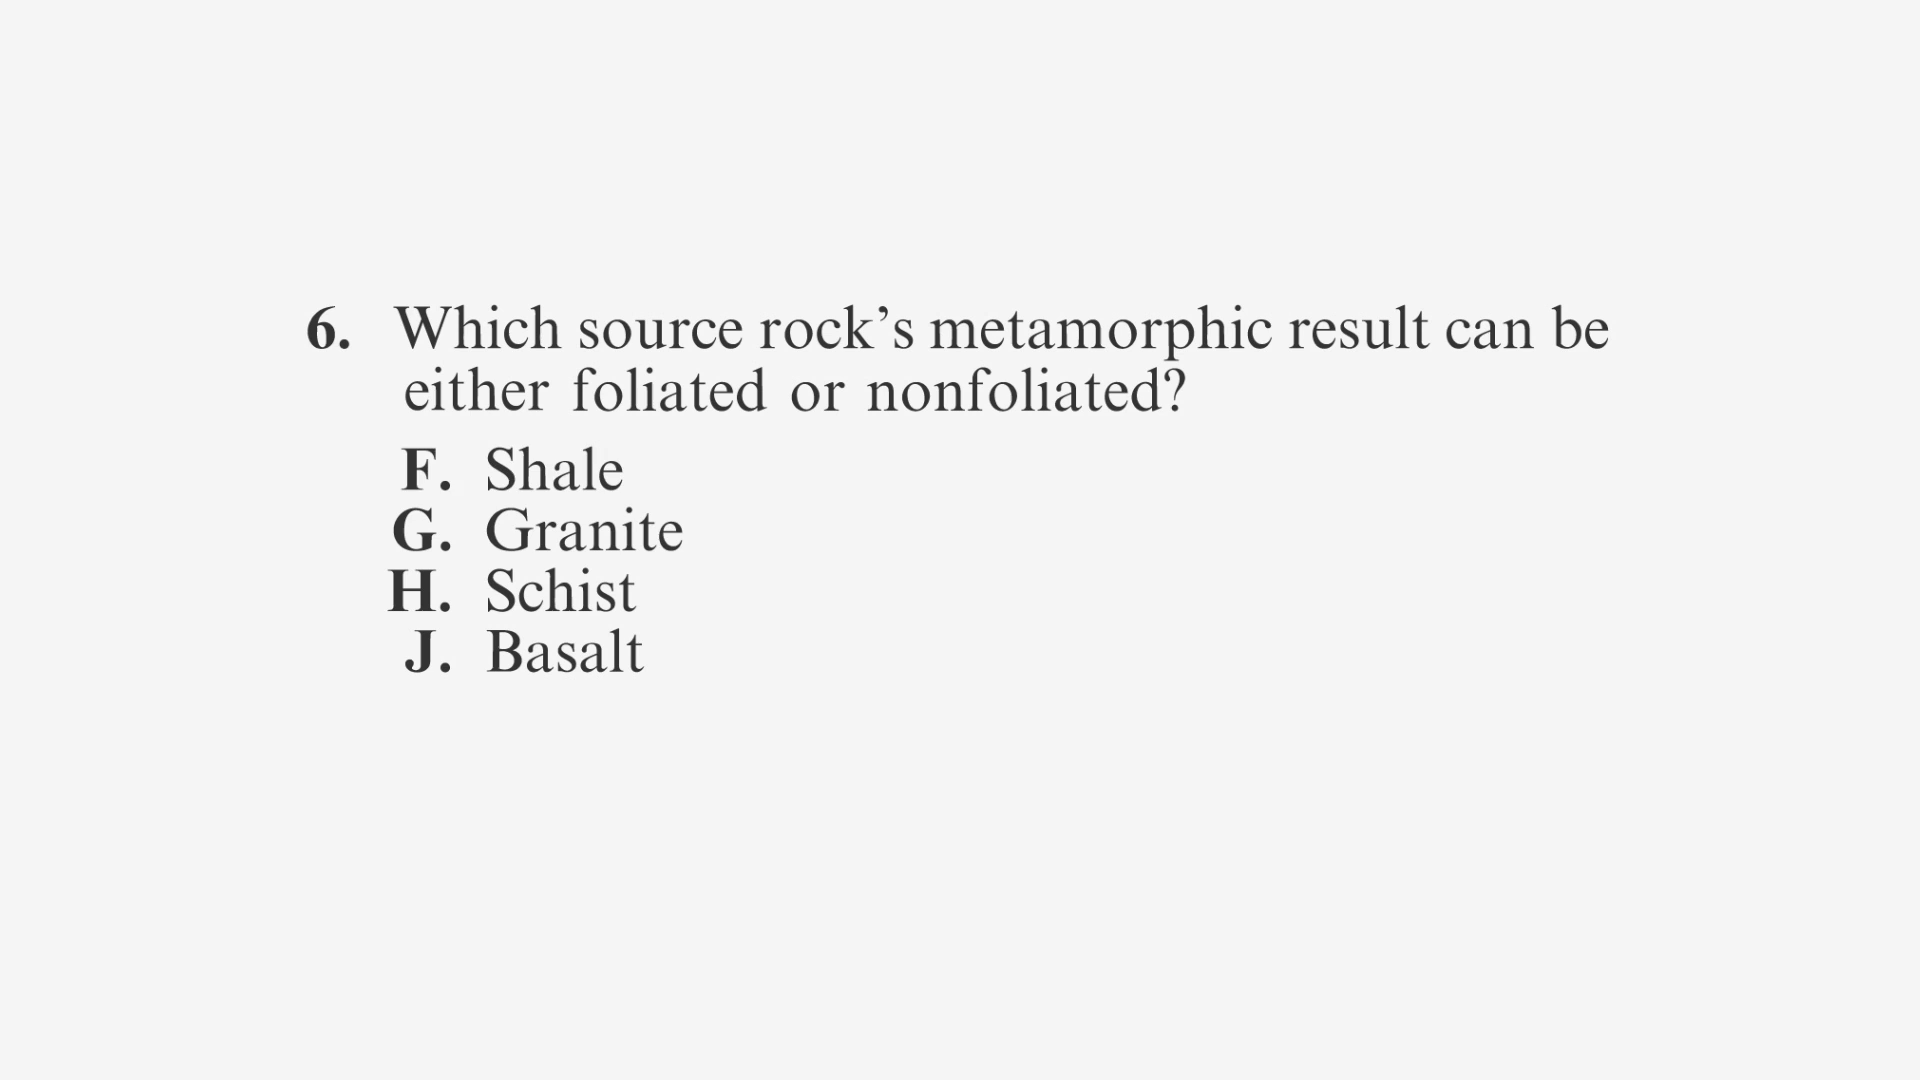 6. Which source rock’s metamorphic result can be
either foliated or nonfoliated?
F. Shale
G. Granite
H. Schist
J. Basalt